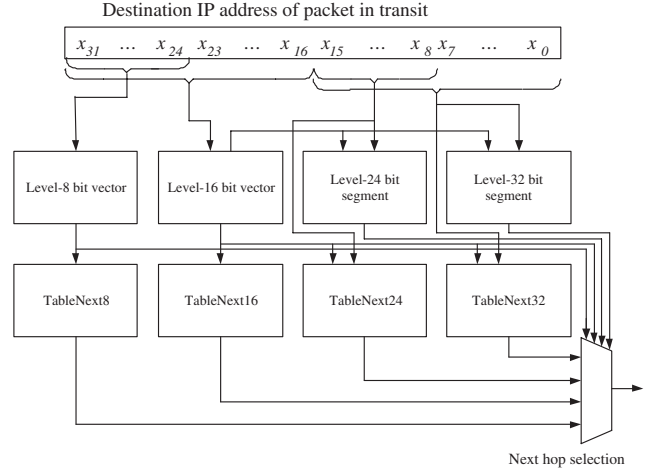 Destination IP address of packet in transit
x31 ... x24 x23 ... x16 x15 ... x8 x7 ... x0
Level-8 bit vector
Level-16 bit vector
Level-24 bit
segment
Level-32 bit
segment
TableNext8
TableNext16
TableNext24
TableNext32
Next hop selection